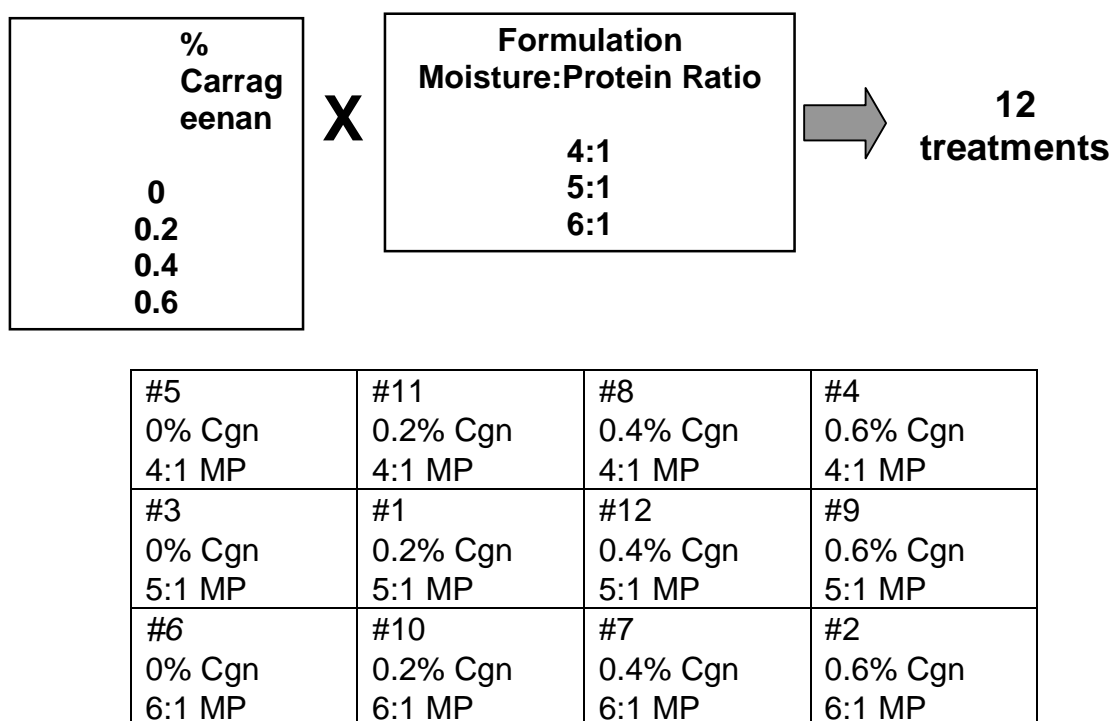 %
Carrag
eenan
0
0.2
0.4
0.6
X
Formulation
Moisture:Protein Ratio
4:1
5:1
6:1
12
treatments
#5
0% Cgn
4:1 MP
#11
0.2% Cgn
4:1 MP
#8
0.4% Cgn
4:1 MP
#4
0.6% Cgn
4:1 MP
#3
0% Cgn
5:1 MP
#1
0.2% Cgn
5:1 MP
#12
0.4% Cgn
5:1 MP
#9
0.6% Cgn
5:1 MP
#6
0% Cgn
6:1 MP
#10
0.2% Cgn
6:1 MP
#7
0.4% Cgn
6:1 MP
#2
0.6% Cgn
6:1 MP